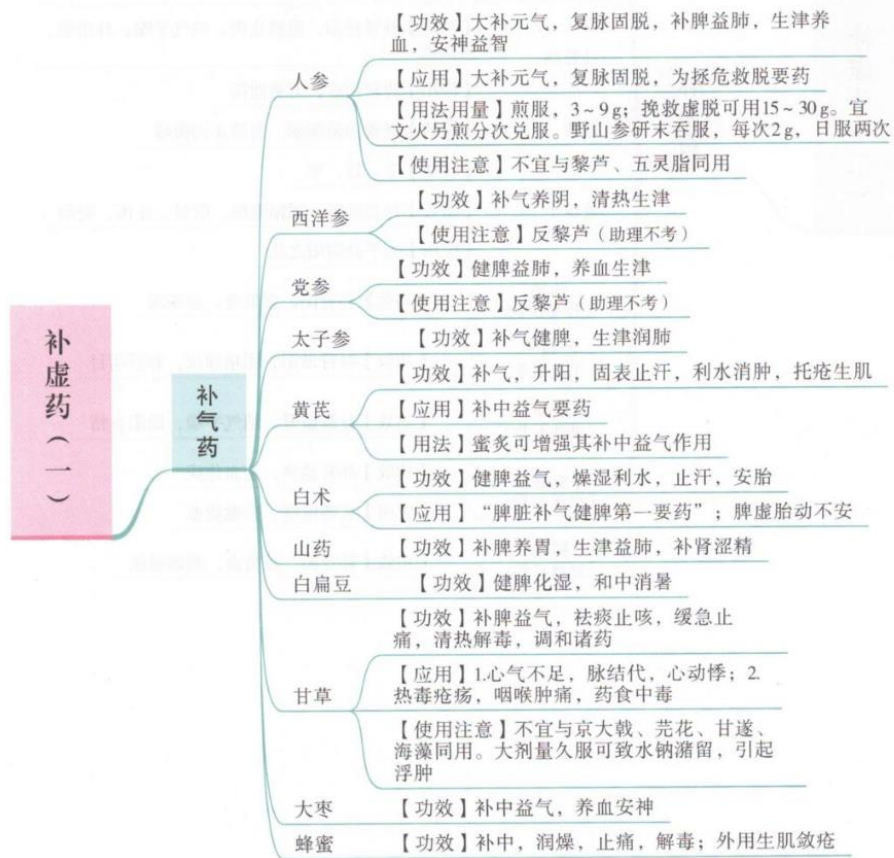 补虚药（一）
补气药
人参
【功效】大补元气，复脉固脱，补脾益肺，生津养
血，安神益智
【应用】大补元气，复脉固脱，为拯危救脱要药
【用法用量】煎服，3～9g；挽救虚脱可用15～30g。宜
文火另煎分次兑服。野山参研末吞服，每次2g，日服两次
【使用注意】不宜与黎芦、五灵脂同用
西洋参
【功效】补气养阴，清热生津
【使用注意】反黎芦（助理不考）
党参
【功效】健脾益肺，养血生津
【使用注意】反黎芦（助理不考）
太子参
【功效】补气健脾，生津润肺
黄芪
【功效】补气，升阳，固表止汗，利水消肿，托疮生肌
【应用】补中益气要药
【用法】蜜炙可增强其补中益气作用
白术
【功效】健脾益气，燥湿利水，止汗，安胎
【应用】“脾脏补气健脾第一要药”；脾虚胎动不安
山药
【功效】补脾养胃，生津益肺，补肾涩精
白扁豆
【功效】健脾化湿，和中消暑
甘草
【功效】补脾益气，祛痰止咳，缓急止
痛，清热解毒，调和诸药
【应用】1.心气不足，脉结代，心动悸；2.
热毒疮疡，咽喉肿痛，药食中毒
【使用注意】不宜与京大戟、芫花、甘遂、
海藻同用。大剂量久服可致水钠潴留，引起
浮肿
大枣
【功效】补中益气，养血安神
蜂蜜
【功效】补中，润燥，止痛，解毒；外用生肌敛疮